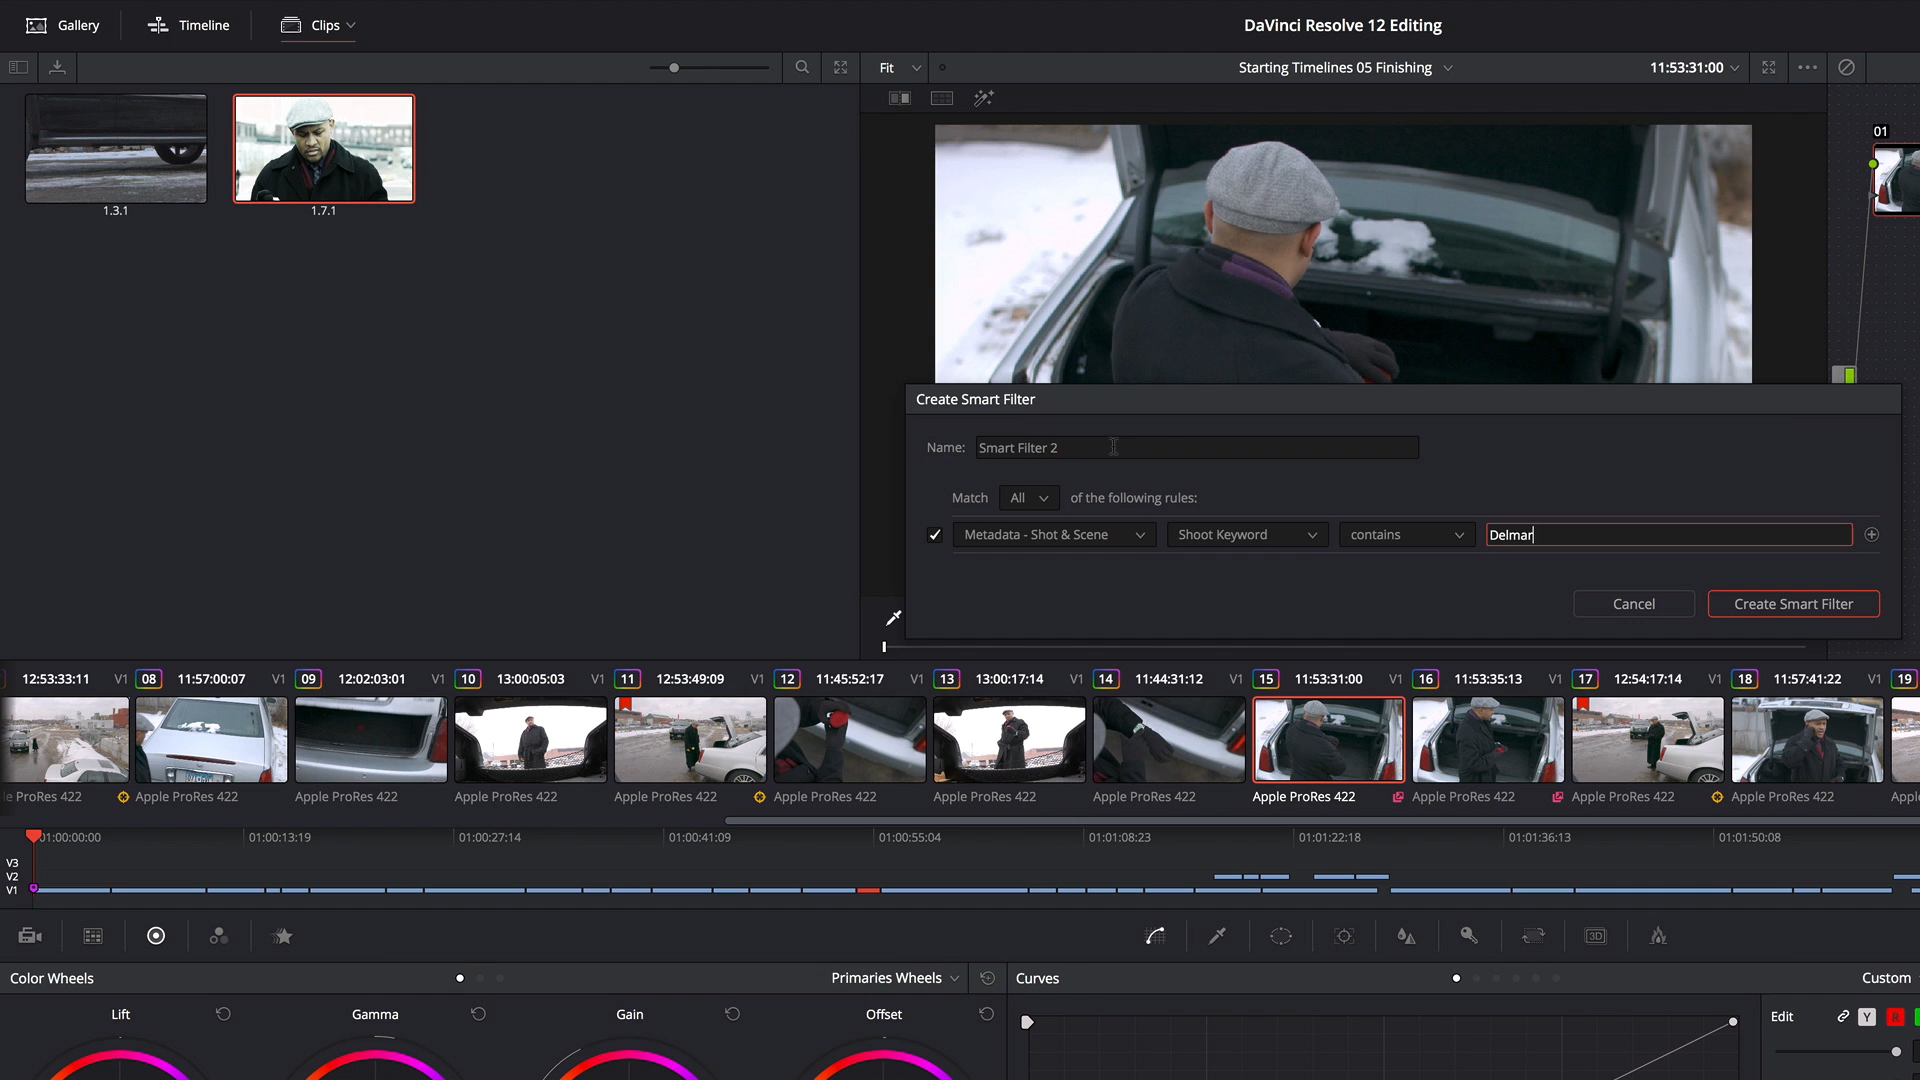 Gallery
Timeline
Clips
DaVinci Resolve 12 Editing
Fit
Starting Timelines 05 Finishing
11:53:31:00
1.3.1
1.7.1
01
Create Smart Filter
Name: Smart Filter 2
Match All of the following rules:
Metadata - Shot & Scene Shoot Keyword contains Delmar
Cancel Create Smart Filter
12:53:33:11 V1 08 11:57:00:07 V1 09 12:02:03:01 V1 10 13:00:05:03 V1 11 12:53:49:09 V1 12 11:45:52:17 V1 13 13:00:17:14 V1 14 11:44:31:12 V1 15 11:53:31:00 V1 16 11:53:35:13 V1 17 12:54:17:14 V1 18 11:57:41:22 V1 19
le ProRes 422 Apple ProRes 422 Apple ProRes 422 Apple ProRes 422 Apple ProRes 422 Apple ProRes 422 Apple ProRes 422 Apple ProRes 422 Apple ProRes 422 Apple ProRes 422 Apple ProRes 422 Apple ProRes 422 Appl
01:00:00:00 01:00:13:19 01:00:27:14 01:00:41:09 01:00:55:04 01:01:08:23 01:01:22:18 01:01:36:13 01:01:50:08
V3
V2
V1
3D
Color Wheels Primaries Wheels Curves Custom
Lift Gamma Gain Offset
Edit Y R